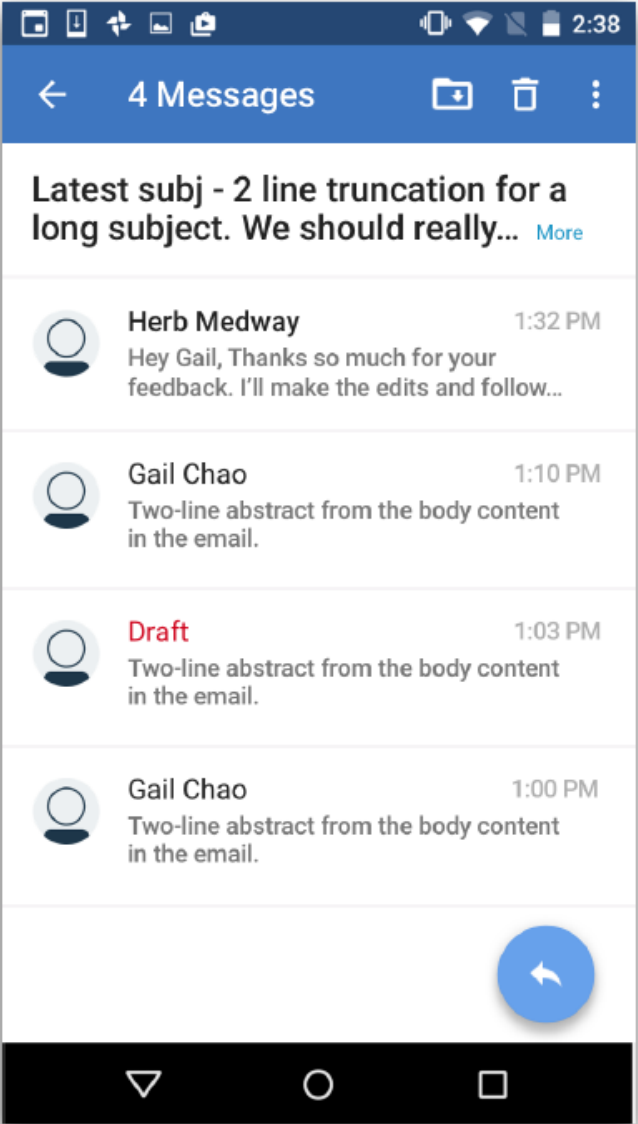 2:38
4 Messages
Latest subj - 2 line truncation for a
long subject. We should really... More
Herb Medway 1:32 PM
Hey Gail, Thanks so much for your
feedback. I'll make the edits and follow...
Gail Chao 1:10 PM
Two-line abstract from the body content
in the email.
Draft 1:03 PM
Two-line abstract from the body content
in the email.
Gail Chao 1:00 PM
Two-line abstract from the body content
in the email.